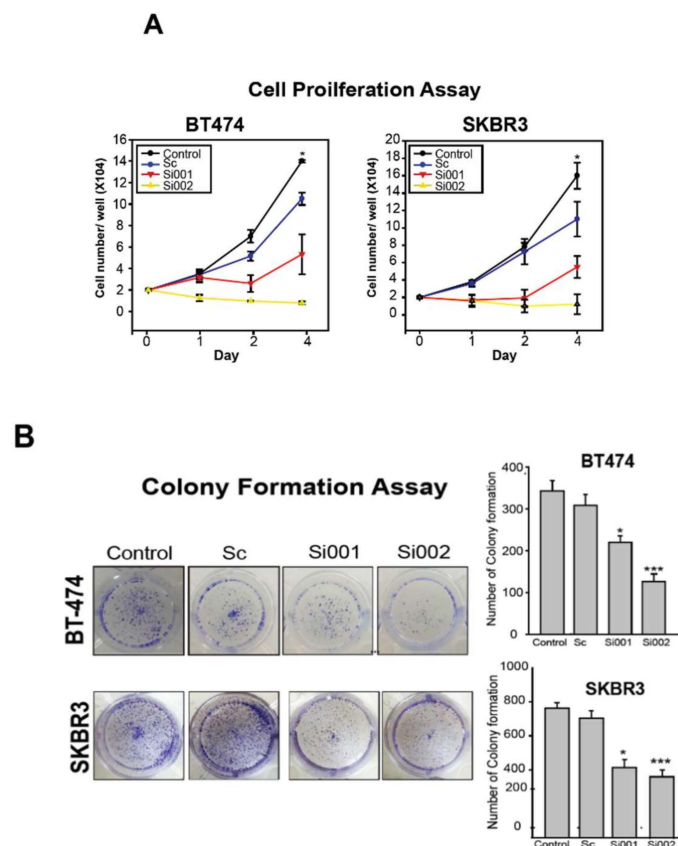 A
Cell Proilferation Assay
BT474
16
14
12
10
8
6
4
2
0
Cell number/ well (X104)
Control
Sc
Si001
Si002
*
0 1 2 4
Day
SKBR3
20
18
16
14
12
10
8
6
4
2
0
Cell number/ well (X104)
Control
Sc
Si001
Si002
*
0 1 2 4
Day
B
Colony Formation Assay
Control Sc Si001 Si002
BT-474
SKBR3
BT474
400
300
200
100
0
Number of Colony formation
*
***
Control Sc Si001 Si002
SKBR3
1000
800
600
400
200
0
Number of Colony formation
*
***
Control Sc Si001 Si002